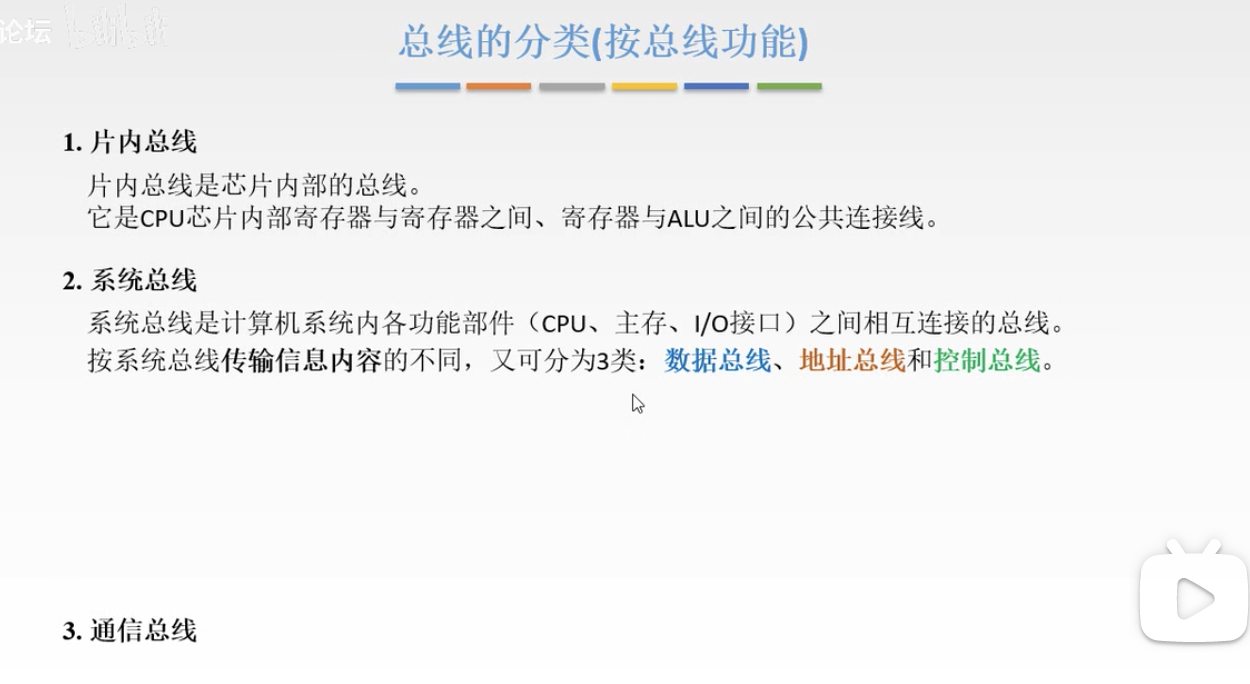 论坛
bilibili
总线的分类(按总线功能)
1. 片内总线
片内总线是芯片内部的总线。
它是CPU芯片内部寄存器与寄存器之间、寄存器与ALU之间的公共连接线。
2. 系统总线
系统总线是计算机系统内各功能部件（CPU、主存、I/O接口）之间相互连接的总线。
按系统总线传输信息内容的不同，又可分为3类：数据总线、地址总线和控制总线。
3. 通信总线